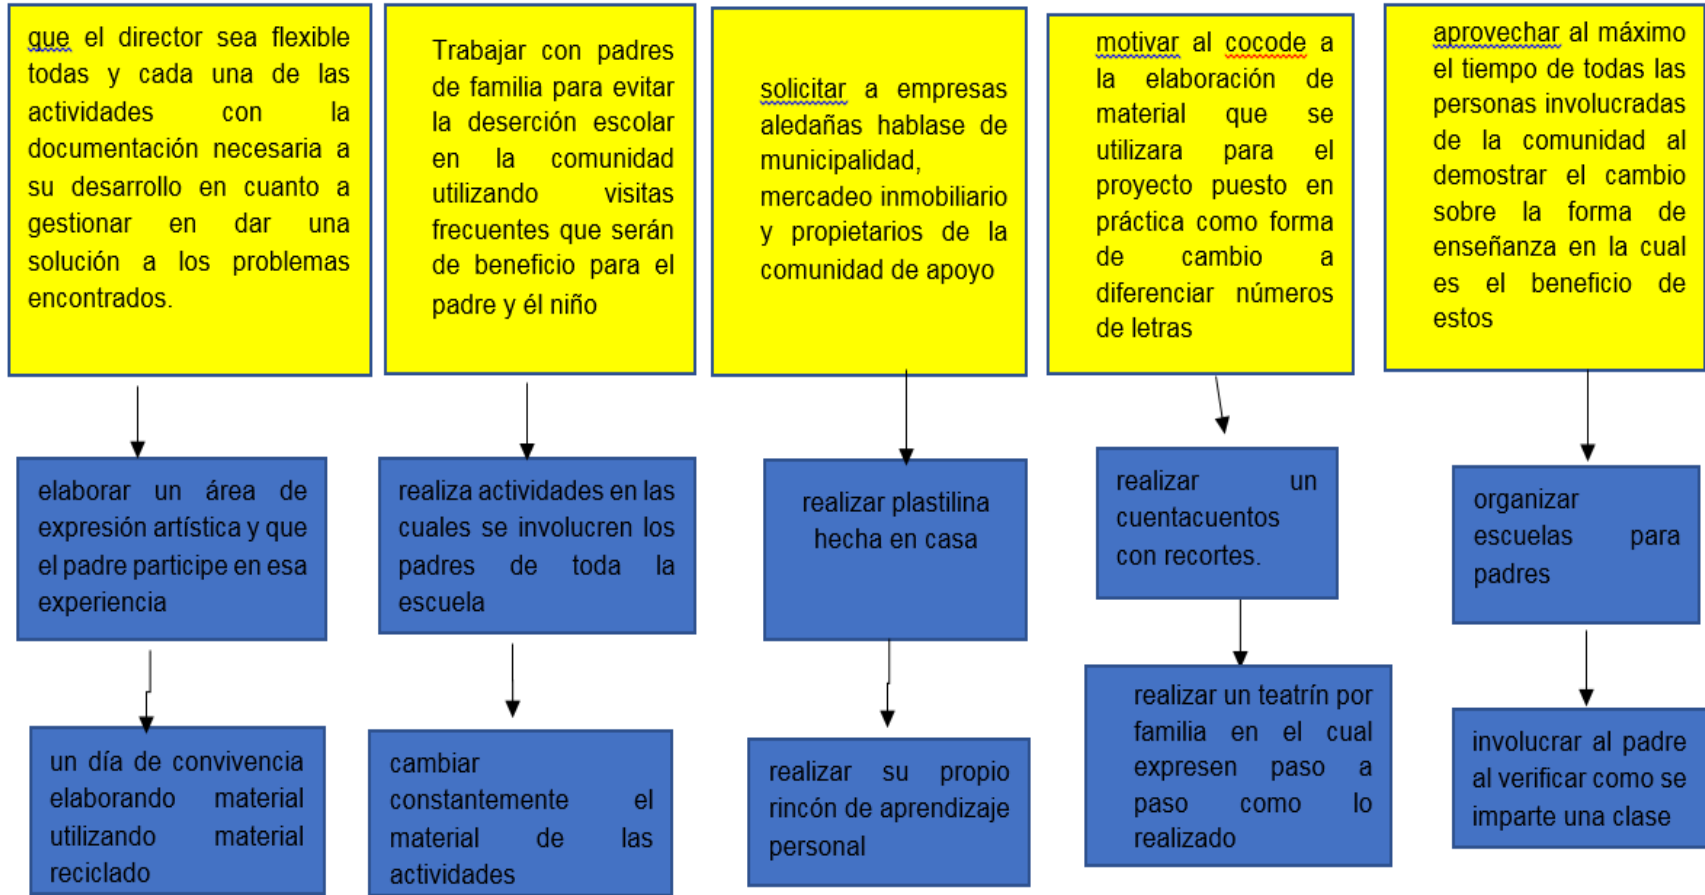 que el director sea flexible
todas y cada una de las
actividades con la
documentación necesaria a
su desarrollo en cuanto a
gestionar en dar una
solución a los problemas
encontrados.
Trabajar con padres
de familia para evitar
la deserción escolar
en la comunidad
utilizando visitas
frecuentes que serán
de beneficio para el
padre y él niño
solicitar a empresas
aledañas hablase de
municipalidad,
mercadeo inmobiliario
y propietarios de la
comunidad de apoyo
motivar al cocode a
la elaboración de
material que se
utilizara para el
proyecto puesto en
práctica como forma
de cambio a
diferenciar números
de letras
aprovechar al máximo
el tiempo de todas las
personas involucradas
de la comunidad al
demostrar el cambio
sobre la forma de
enseñanza en la cual
es el beneficio de
estos
elaborar un área de
expresión artística y que
el padre participe en esa
experiencia
realiza actividades en las
cuales se involucren los
padres de toda la
escuela
realizar plastilina
hecha en casa
realizar un
cuentacuentos
con recortes.
organizar
escuelas para
padres
un día de convivencia
elaborando material
utilizando material
reciclado
cambiar
constantemente el
material de las
actividades
realizar su propio
rincón de aprendizaje
personal
realizar un teatrín por
familia en el cual
expresen paso a
paso como lo
realizado
involucrar al padre
al verificar como se
imparte una clase